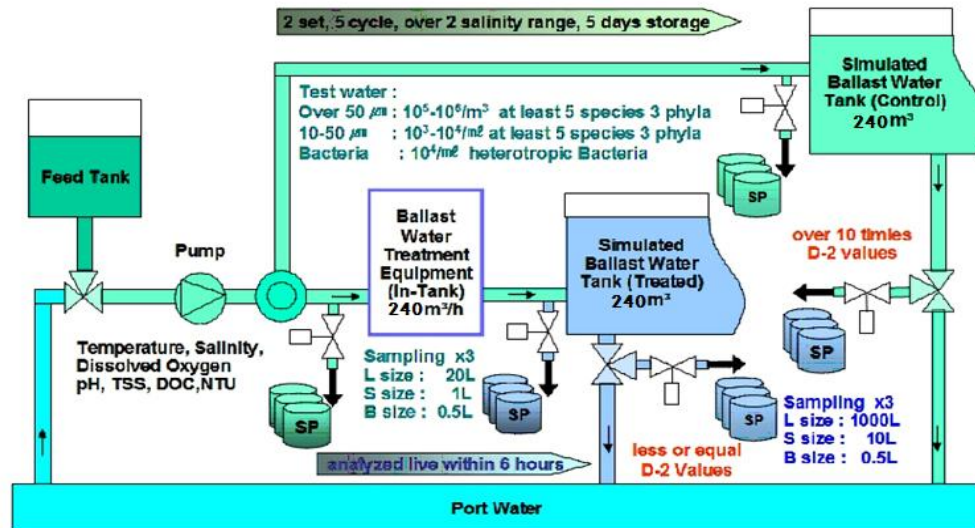 2 set, 5 cycle, over 2 salinity range, 5 days storage
Simulated
Ballast Water
Tank (Control)
240m³
Test water :
Over 50 ㎛ : 10⁵-10⁶/m³ at least 5 species 3 phyla
10-50 ㎛ : 10³-10⁴/㎖ at least 5 species 3 phyla
Bacteria : 10⁴/㎖ heterotropic Bacteria
Feed Tank
SP
Pump
Ballast
Water
Treatment
Equipment
(In-Tank)
240m³/h
Simulated
Ballast Water
Tank (Treated)
240m³
over 10 timies
D-2 values
SP
Temperature, Salinity,
Dissolved Oxygen
pH, TSS, DOC,NTU
SP
Sampling x3
L size : 20L
S size : 1L
B size : 0.5L
SP
SP
Sampling x3
L size : 1000L
S size : 10L
B size : 0.5L
less or equal
D-2 Values
analyzed live within 6 hours
Port Water